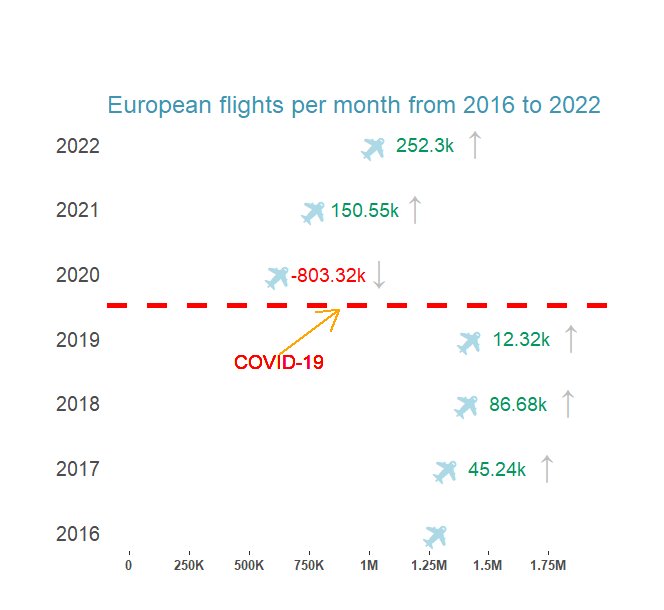 European flights per month from 2016 to 2022
2022 252.3k ↑
2021 150.55k ↑
2020 -803.32k ↓
2019 12.32k ↑
COVID-19
2018 86.68k ↑
2017 45.24k ↑
2016
0 250K 500K 750K 1M 1.25M 1.5M 1.75M